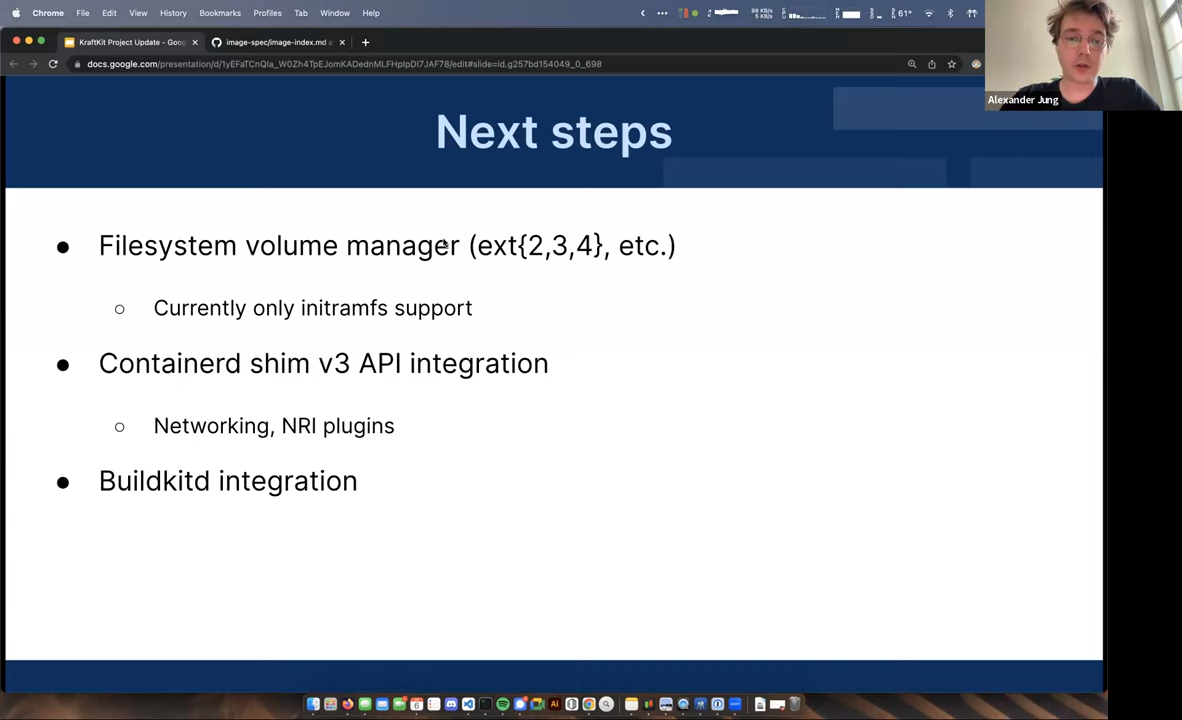 Chrome File Edit View History Bookmarks Profiles Tab Window Help
61°
KraftKit Project Update - Goog
image-spec/image-index.md a
docs.google.com/presentation/d/1yEFaTCnQla_W0Zh4TpEJomKADednMLFHpIpDI7JAF78/edit#slide=id.g257bd154049_0_698
Alexander Jung
Next steps
● Filesystem volume manager (ext{2,3,4}, etc.)
○ Currently only initramfs support
● Containerd shim v3 API integration
○ Networking, NRI plugins
● Buildkitd integration